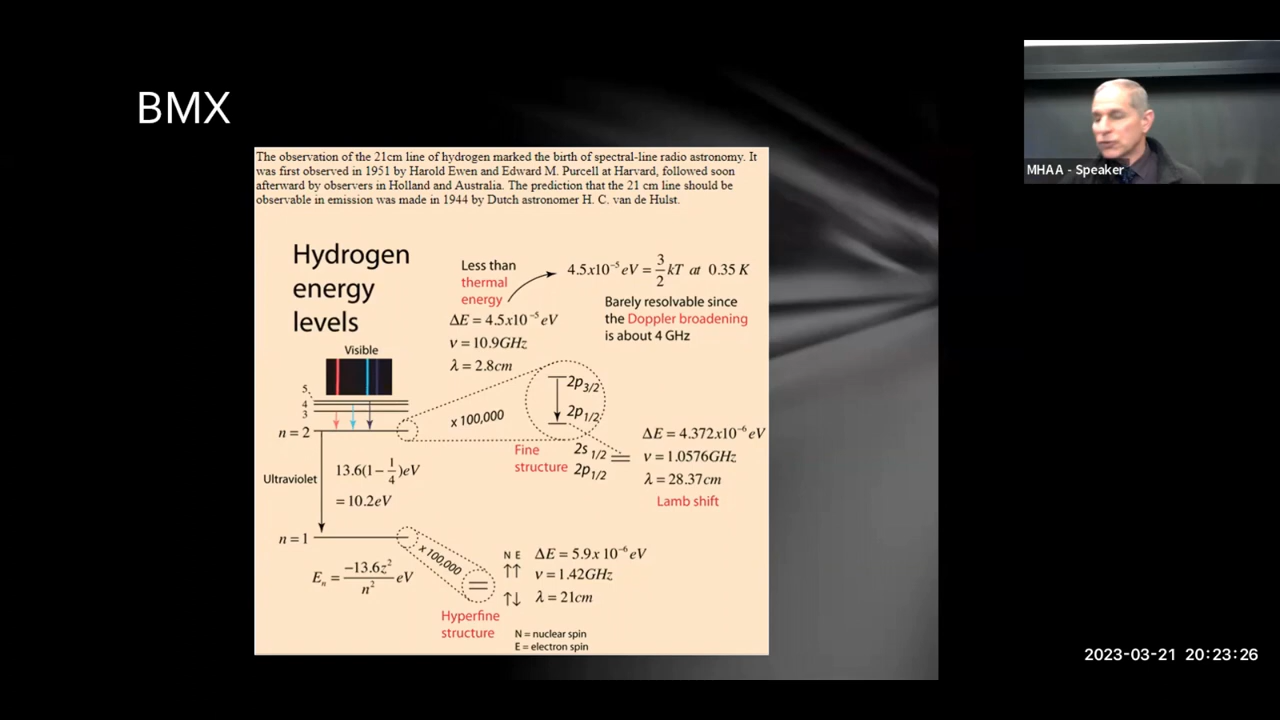 BMX
The observation of the 21cm line of hydrogen marked the birth of spectral-line radio astronomy. It
was first observed in 1951 by Harold Ewen and Edward M. Purcell at Harvard, followed soon
afterward by observers in Holland and Australia. The prediction that the 21 cm line should be
observable in emission was made in 1944 by Dutch astronomer H. C. van de Hulst.
Hydrogen
energy
levels
Less than
thermal
energy
4.5x10⁻⁵ eV = 3/2 kT at 0.35 K
Barely resolvable since
the Doppler broadening
is about 4 GHz
ΔE = 4.5x10⁻⁵ eV
ν = 10.9GHz
λ = 2.8cm
Visible
5
4
3
n = 2
x 100,000
2p3/2
2p1/2
Fine
structure
2s 1/2
2p1/2
ΔE = 4.372x10⁻⁶ eV
ν = 1.0576GHz
λ = 28.37cm
Lamb shift
Ultraviolet
13.6(1− 1/4)eV
= 10.2eV
n = 1
x 100,000
Eₙ = −13.6z²/n² eV
Hyperfine
structure
N E
↑↑
↑↓
ΔE = 5.9x 10⁻⁶ eV
ν = 1.42GHz
λ = 21cm
N = nuclear spin
E = electron spin
MHAA - Speaker
2023-03-21 20:23:26